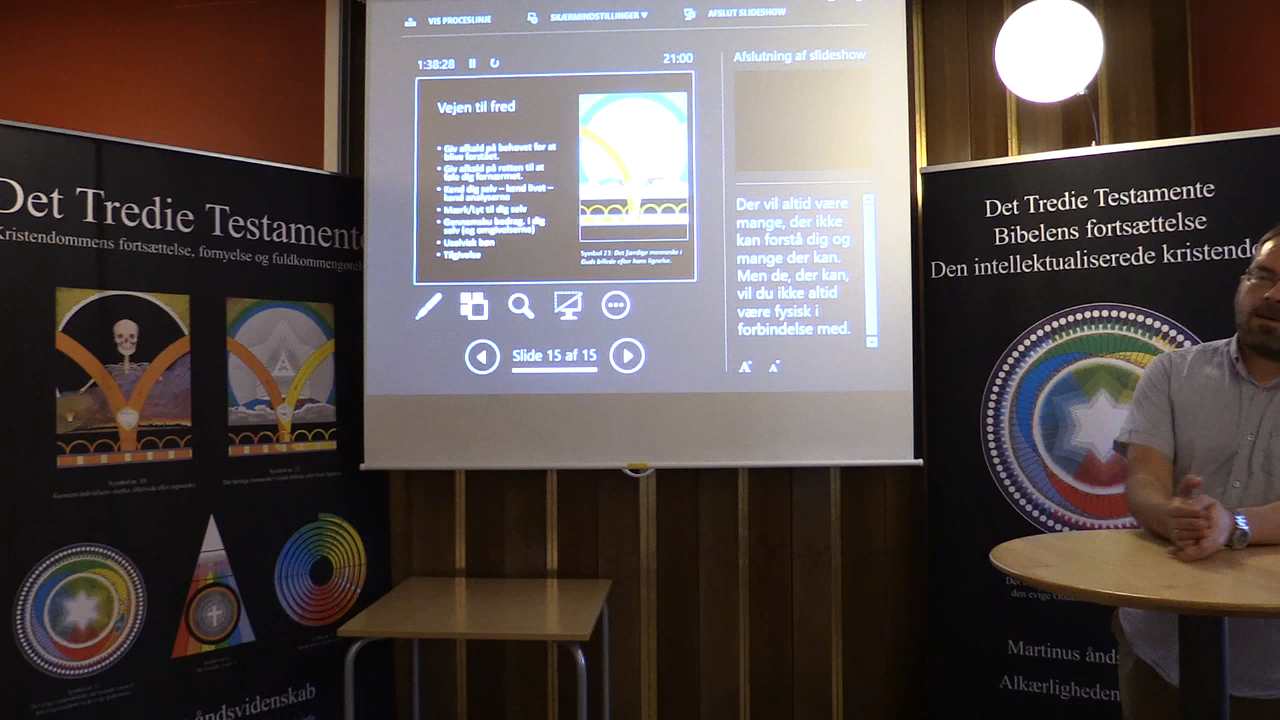 VIS PROCESLINJE
SKÆRMINDSTILLINGER
AFSLUT SLIDESHOW
1:38:28
21:00
Afslutning af slideshow
Vejen til fred
• Giv afkald på behovet for at
blive forstået.
• Giv afkald på retten til at
føle dig fornærmet.
• Kend dig selv – kend livet –
kend analyserne
• Mærk/Lyt til dig selv
• Gennemsku bedrag. I dig
selv (og omgivelserne)
• Uselvisk bøn
• Tilgivelse
Symbol 23: Det færdige menneske i
Guds billede efter hans lignelse.
Der vil altid være
mange, der ikke
kan forstå dig og
mange der kan.
Men de, der kan,
vil du ikke altid
være fysisk i
forbindelse med.
Slide 15 af 15
Det Tredie Testamente
Kristendommens fortsættelse, fornyelse og fuldkommengørel
åndsvidenskab
Det Tredie Testamente
Bibelens fortsættelse
Den intellektualiserede kristendo
den evige
Martinus ånds
Alkærligheden